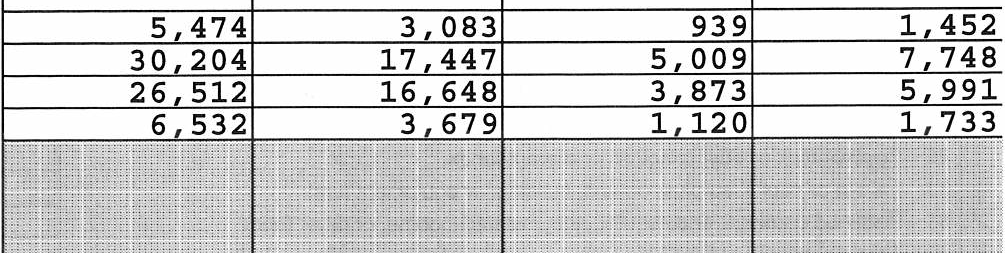 5,474 3,083 939 1,452
30,204 17,447 5,009 7,748
26,512 16,648 3,873 5,991
6,532 3,679 1,120 1,733